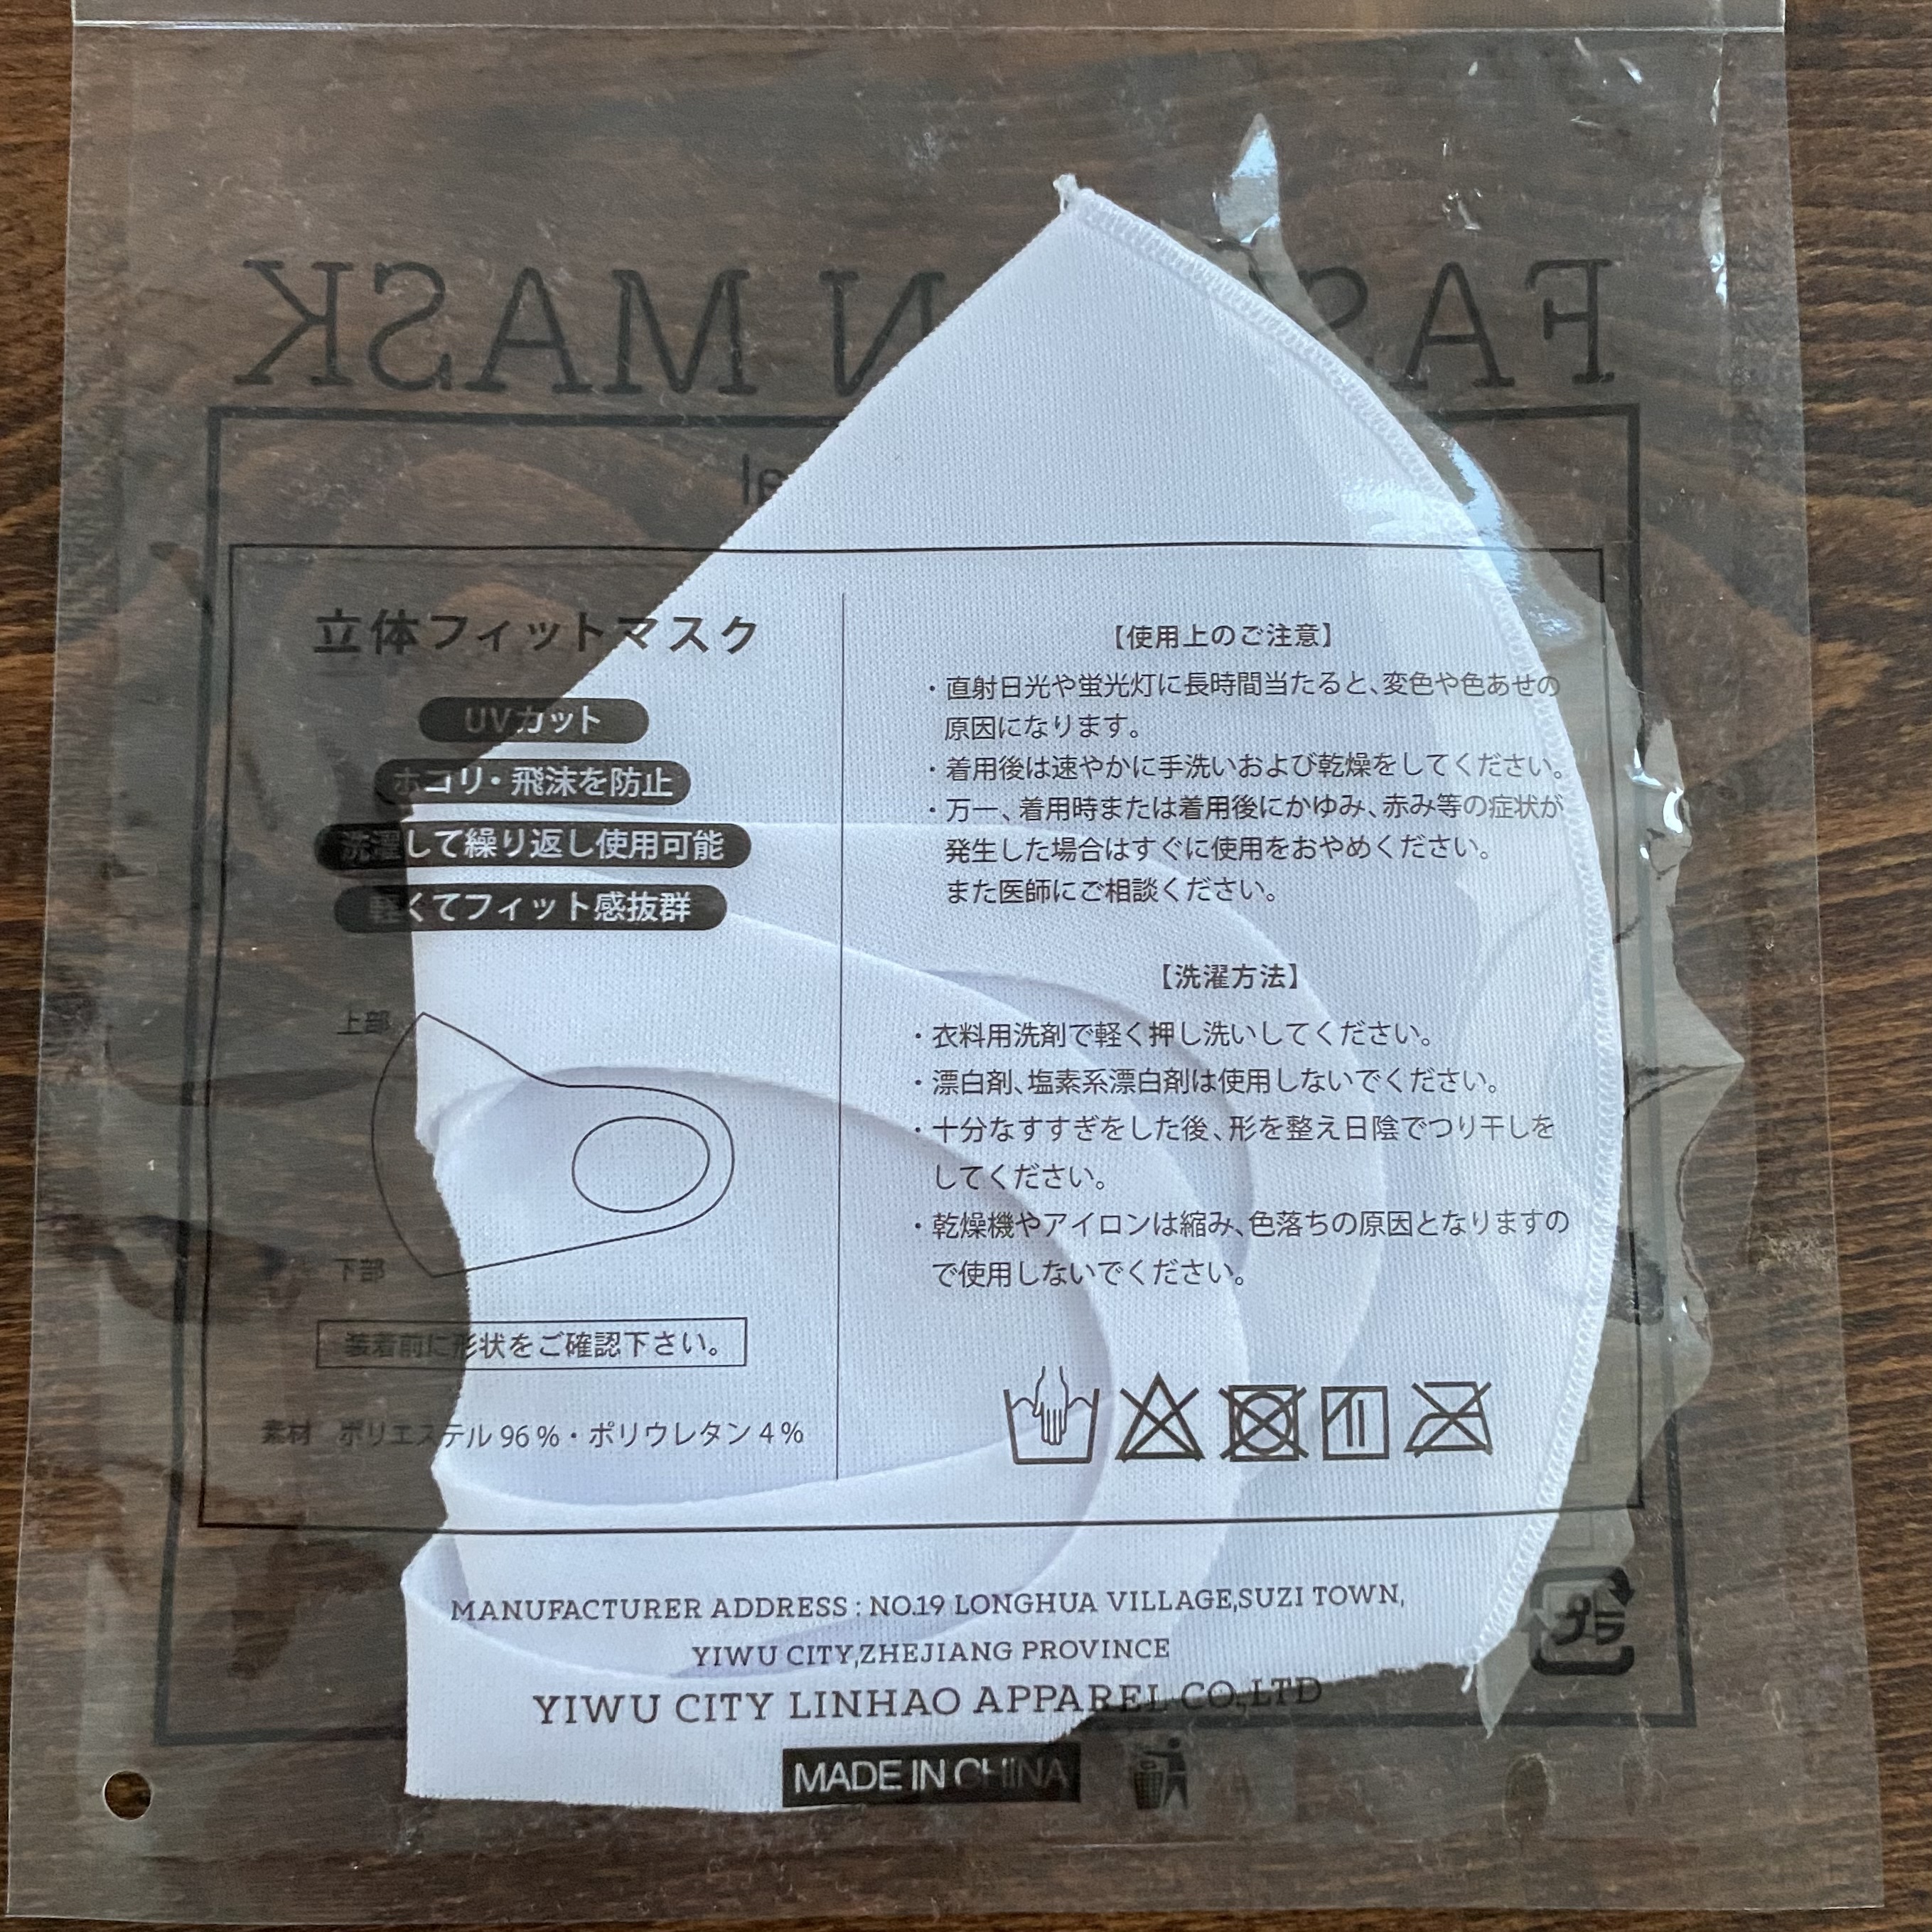 FAS N MASK
al
立体フィットマスク
UVカット
ホコリ・飛沫を防止
洗濯して繰り返し使用可能
軽くてフィット感抜群
上部
下部
装着前に形状をご確認下さい。
素材 ポリエステル 96％・ポリウレタン 4％
【使用上のご注意】
・直射日光や蛍光灯に長時間当たると、変色や色あせの
原因になります。
・着用後は速やかに手洗いおよび乾燥をしてください。
・万一、着用時または着用後にかゆみ、赤み等の症状が
発生した場合はすぐに使用をおやめください。
また医師にご相談ください。
【洗濯方法】
・衣料用洗剤で軽く押し洗いしてください。
・漂白剤、塩素系漂白剤は使用しないでください。
・十分なすすぎをした後、形を整え日陰でつり干しを
してください。
・乾燥機やアイロンは縮み、色落ちの原因となりますの
で使用しないでください。
MANUFACTURER ADDRESS : NO.19 LONGHUA VILLAGE,SUZI TOWN,
YIWU CITY,ZHEJIANG PROVINCE
YIWU CITY LINHAO APPAREL CO.,LTD
プラ
MADE IN CHINA